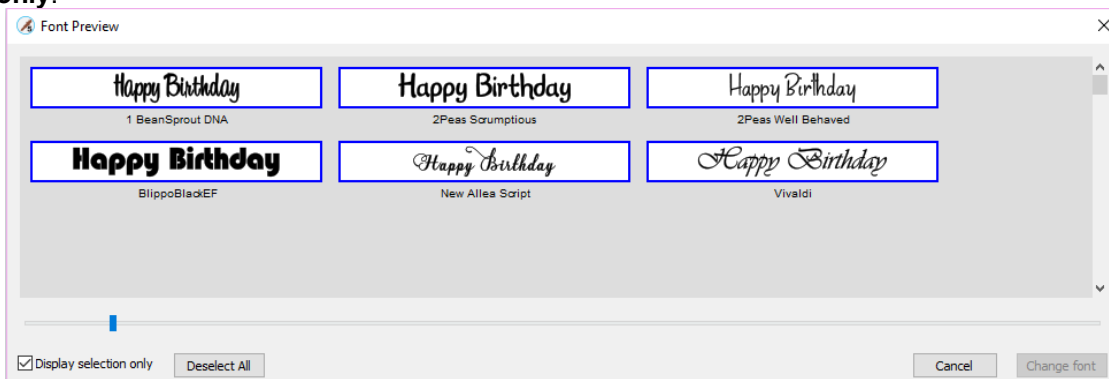 only.
Font Preview
Happy Birthday Happy Birthday Happy Birthday
1 BeanSprout DNA 2Peas Scrumptious 2Peas Well Behaved
Happy Birthday Happy Birthday Happy Birthday
BlippoBlackEF New Allea Script Vivaldi
Display selection only Deselect All Cancel Change font